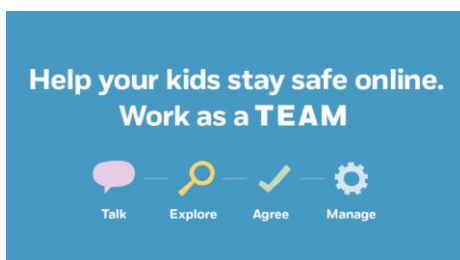 Help your kids stay safe online.
Work as a TEAM
Talk Explore Agree Manage